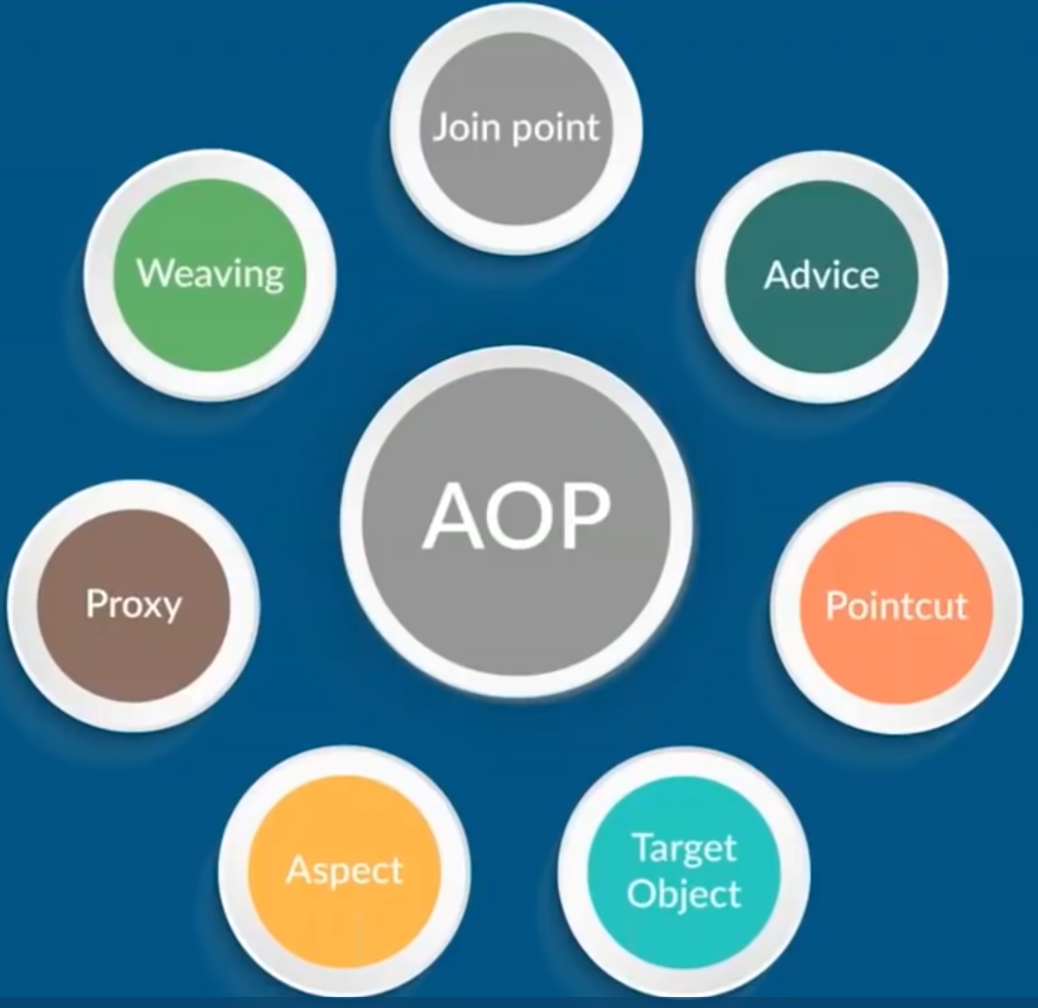 Join point
Weaving
Advice
AOP
Proxy
Pointcut
Aspect
Target
Object